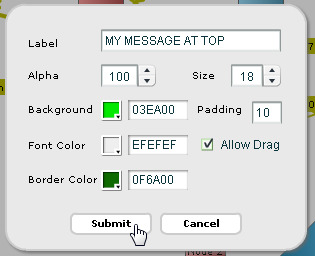 Label MY MESSAGE AT TOP
Alpha 100 Size 18
Background 03EA00 Padding 10
Font Color EFEFEF Allow Drag
Border Color 0F6A00
Submit Cancel